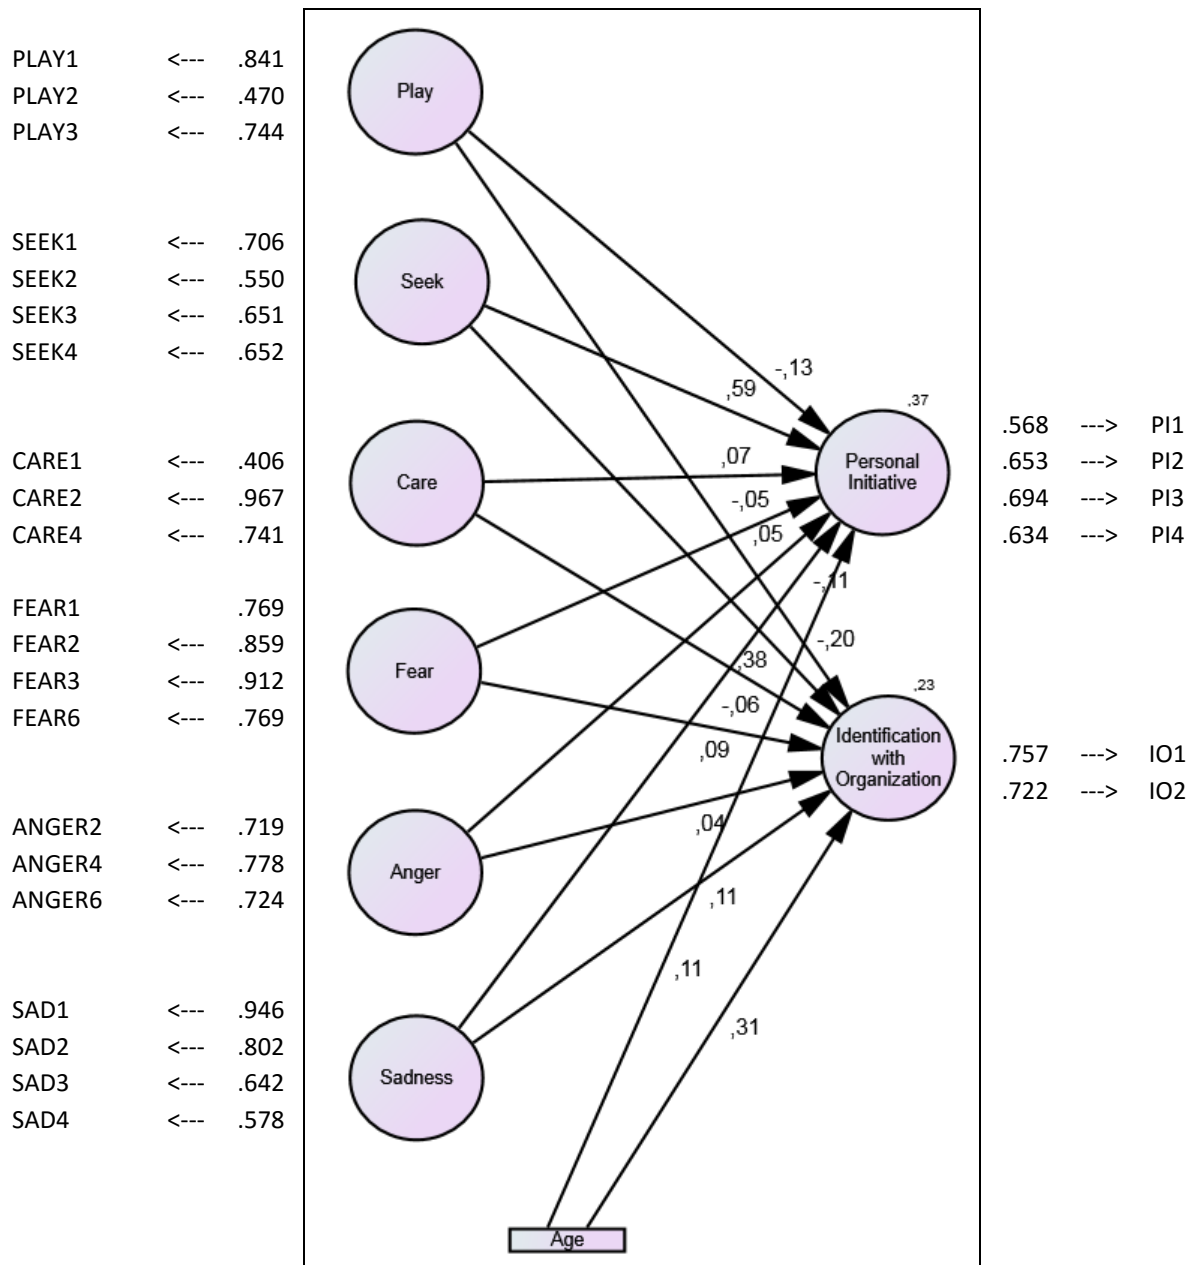 PLAY1 <--- .841
PLAY2 <--- .470
PLAY3 <--- .744
SEEK1 <--- .706
SEEK2 <--- .550
SEEK3 <--- .651
SEEK4 <--- .652
CARE1 <--- .406
CARE2 <--- .967
CARE4 <--- .741
FEAR1 .769
FEAR2 <--- .859
FEAR3 <--- .912
FEAR6 <--- .769
ANGER2 <--- .719
ANGER4 <--- .778
ANGER6 <--- .724
SAD1 <--- .946
SAD2 <--- .802
SAD3 <--- .642
SAD4 <--- .578
Play
Seek
Care
Fear
Anger
Sadness
Age
-,13
,59
,07
-,05
,05
-,11
-,20
,38
-,06
,09
,04
,11
,11
,31
,37
Personal
Initiative
,23
Identification
with
Organization
.568 ---> PI1
.653 ---> PI2
.694 ---> PI3
.634 ---> PI4
.757 ---> IO1
.722 ---> IO2